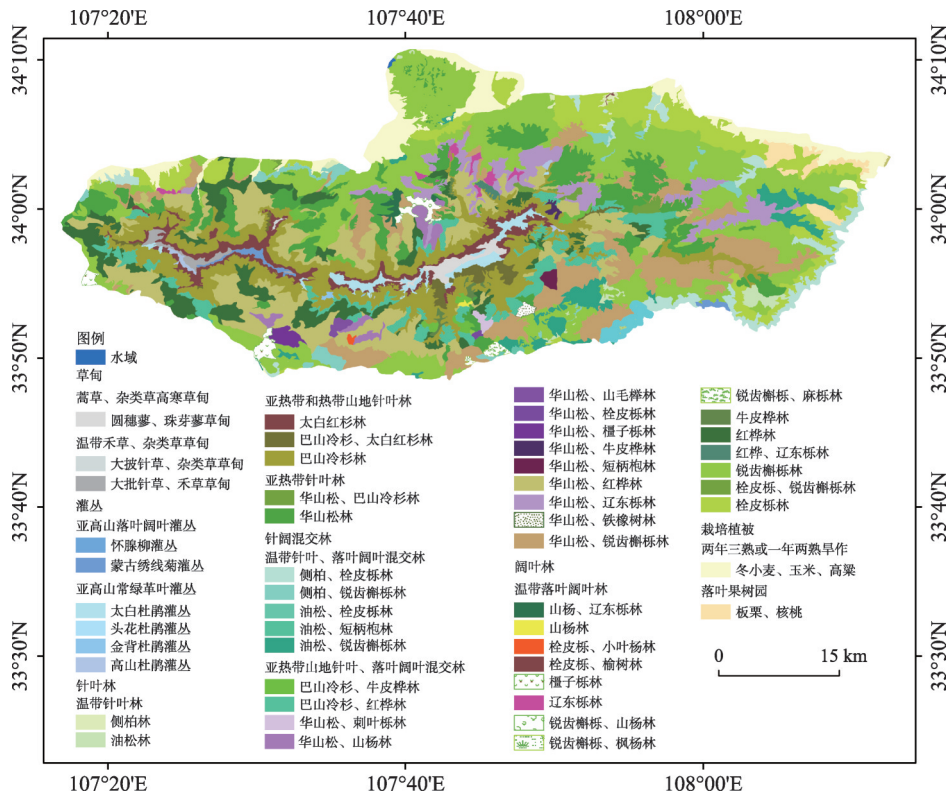 107°20'E
107°40'E
108°00'E
34°10'N
34°10'N
34°00'N
34°00'N
33°50'N
33°50'N
33°40'N
33°40'N
33°30'N
33°30'N
图例
水域
草甸
蒿草、杂类草高寒草甸
圆穗蓼、珠芽蓼草甸
温带禾草、杂类草草甸
大披针草、杂类草草甸
大批针草、禾草草甸
灌丛
亚高山落叶阔叶灌丛
怀腺柳灌丛
蒙古绣线菊灌丛
亚高山常绿革叶灌丛
太白杜鹃灌丛
头花杜鹃灌丛
金背杜鹃灌丛
高山杜鹃灌丛
针叶林
温带针叶林
侧柏林
油松林
亚热带和热带山地针叶林
太白红杉林
巴山冷杉、太白红杉林
巴山冷杉林
亚热带针叶林
华山松、巴山冷杉林
华山松林
针阔混交林
温带针叶、落叶阔叶混交林
侧柏、栓皮栎林
侧柏、锐齿槲栎林
油松、栓皮栎林
油松、短柄枹林
油松、锐齿槲栎林
亚热带山地针叶、落叶阔叶混交林
巴山冷杉、牛皮桦林
巴山冷杉、红桦林
华山松、刺叶栎林
华山松、山杨林
华山松、山毛榉林
华山松、栓皮栎林
华山松、橿子栎林
华山松、牛皮桦林
华山松、短柄枹林
华山松、红桦林
华山松、辽东栎林
华山松、铁橡树林
华山松、锐齿槲栎林
阔叶林
温带落叶阔叶林
山杨、辽东栎林
山杨林
栓皮栎、小叶杨林
栓皮栎、榆树林
橿子栎林
辽东栎林
锐齿槲栎、山杨林
锐齿槲栎、枫杨林
锐齿槲栎、麻栎林
牛皮桦林
红桦林
红桦、辽东栎林
锐齿槲栎林
栓皮栎、锐齿槲栎林
栓皮栎林
栽培植被
两年三熟或一年两熟旱作
冬小麦、玉米、高粱
落叶果树园
板栗、核桃
0 15 km
107°20'E
107°40'E
108°00'E